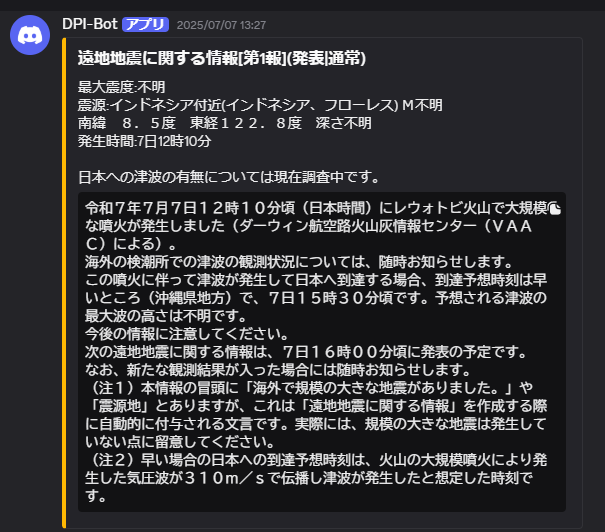 DPI-Bot アプリ 2025/07/07 13:27
遠地地震に関する情報[第1報](発表|通常)
最大震度:不明
震源:インドネシア付近(インドネシア、フローレス) M不明
南緯　８．５度　東経１２２．８度　深さ不明
発生時間:7日12時10分
日本への津波の有無については現在調査中です。
令和７年７月７日１２時１０分頃（日本時間）にレウォトビ火山で大規模
な噴火が発生しました（ダーウィン航空路火山灰情報センター（ＶＡＡ
Ｃ）による）。
海外の検潮所での津波の観測状況については、随時お知らせします。
この噴火に伴って津波が発生して日本へ到達する場合、到達予想時刻は早
いところ（沖縄県地方）で、７日１５時３０分頃です。予想される津波の
最大波の高さは不明です。
今後の情報に注意してください。
次の遠地地震に関する情報は、７日１６時００分頃に発表の予定です。
なお、新たな観測結果が入った場合には随時お知らせします。
（注１）本情報の冒頭に「海外で規模の大きな地震がありました。」や
「震源地」とありますが、これは「遠地地震に関する情報」を作成する際
に自動的に付与される文言です。実際には、規模の大きな地震は発生して
いない点に留意してください。
（注２）早い場合の日本への到達予想時刻は、火山の大規模噴火により発
生した気圧波が３１０ｍ／ｓで伝播し津波が発生したと想定した時刻で
す。